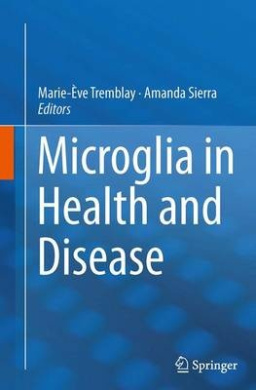 Marie-Ève Tremblay · Amanda Sierra
Editors
Microglia in
Health and
Disease
Springer